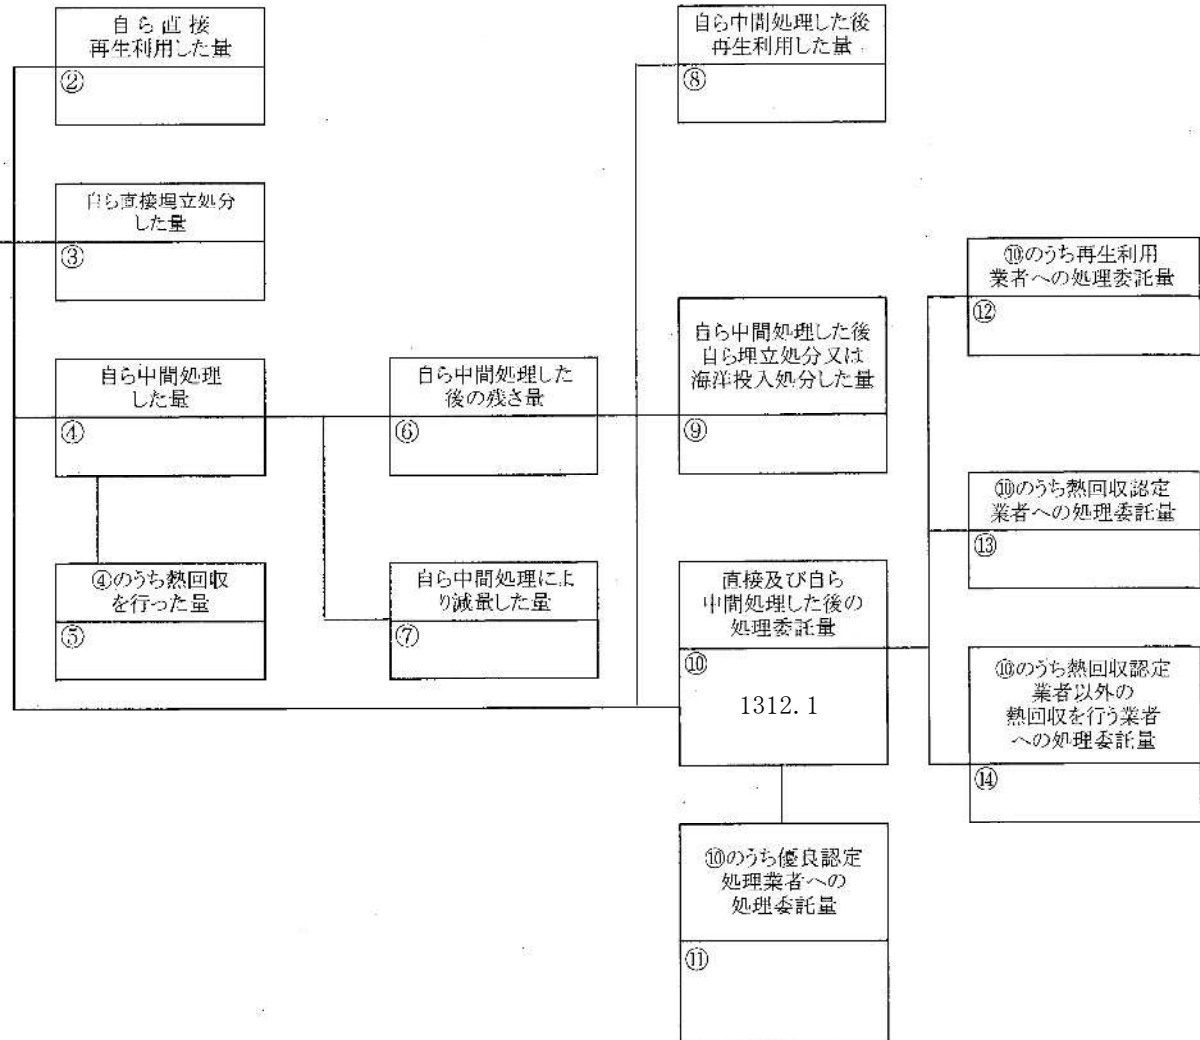 自ら直接
再生利用した量
②
自ら中間処理した後
再生利用した量
⑧
自ら直接埋立処分
した量
③
⑩のうち再生利用
業者への処理委託量
⑫
自ら中間処理した後
自ら埋立処分又は
海洋投入処分した量
⑨
自ら中間処理
した量
④
自ら中間処理した
後の残さ量
⑥
⑩のうち熱回収認定
業者への処理委託量
⑬
④のうち熱回収
を行った量
⑤
自ら中間処理によ
り減量した量
⑦
直接及び自ら
中間処理した後の
処理委託量
⑩
1312.1
⑩のうち熱回収認定
業者以外の
熱回収を行う業者
への処理委託量
⑭
⑩のうち優良認定
処理業者への
処理委託量
⑪